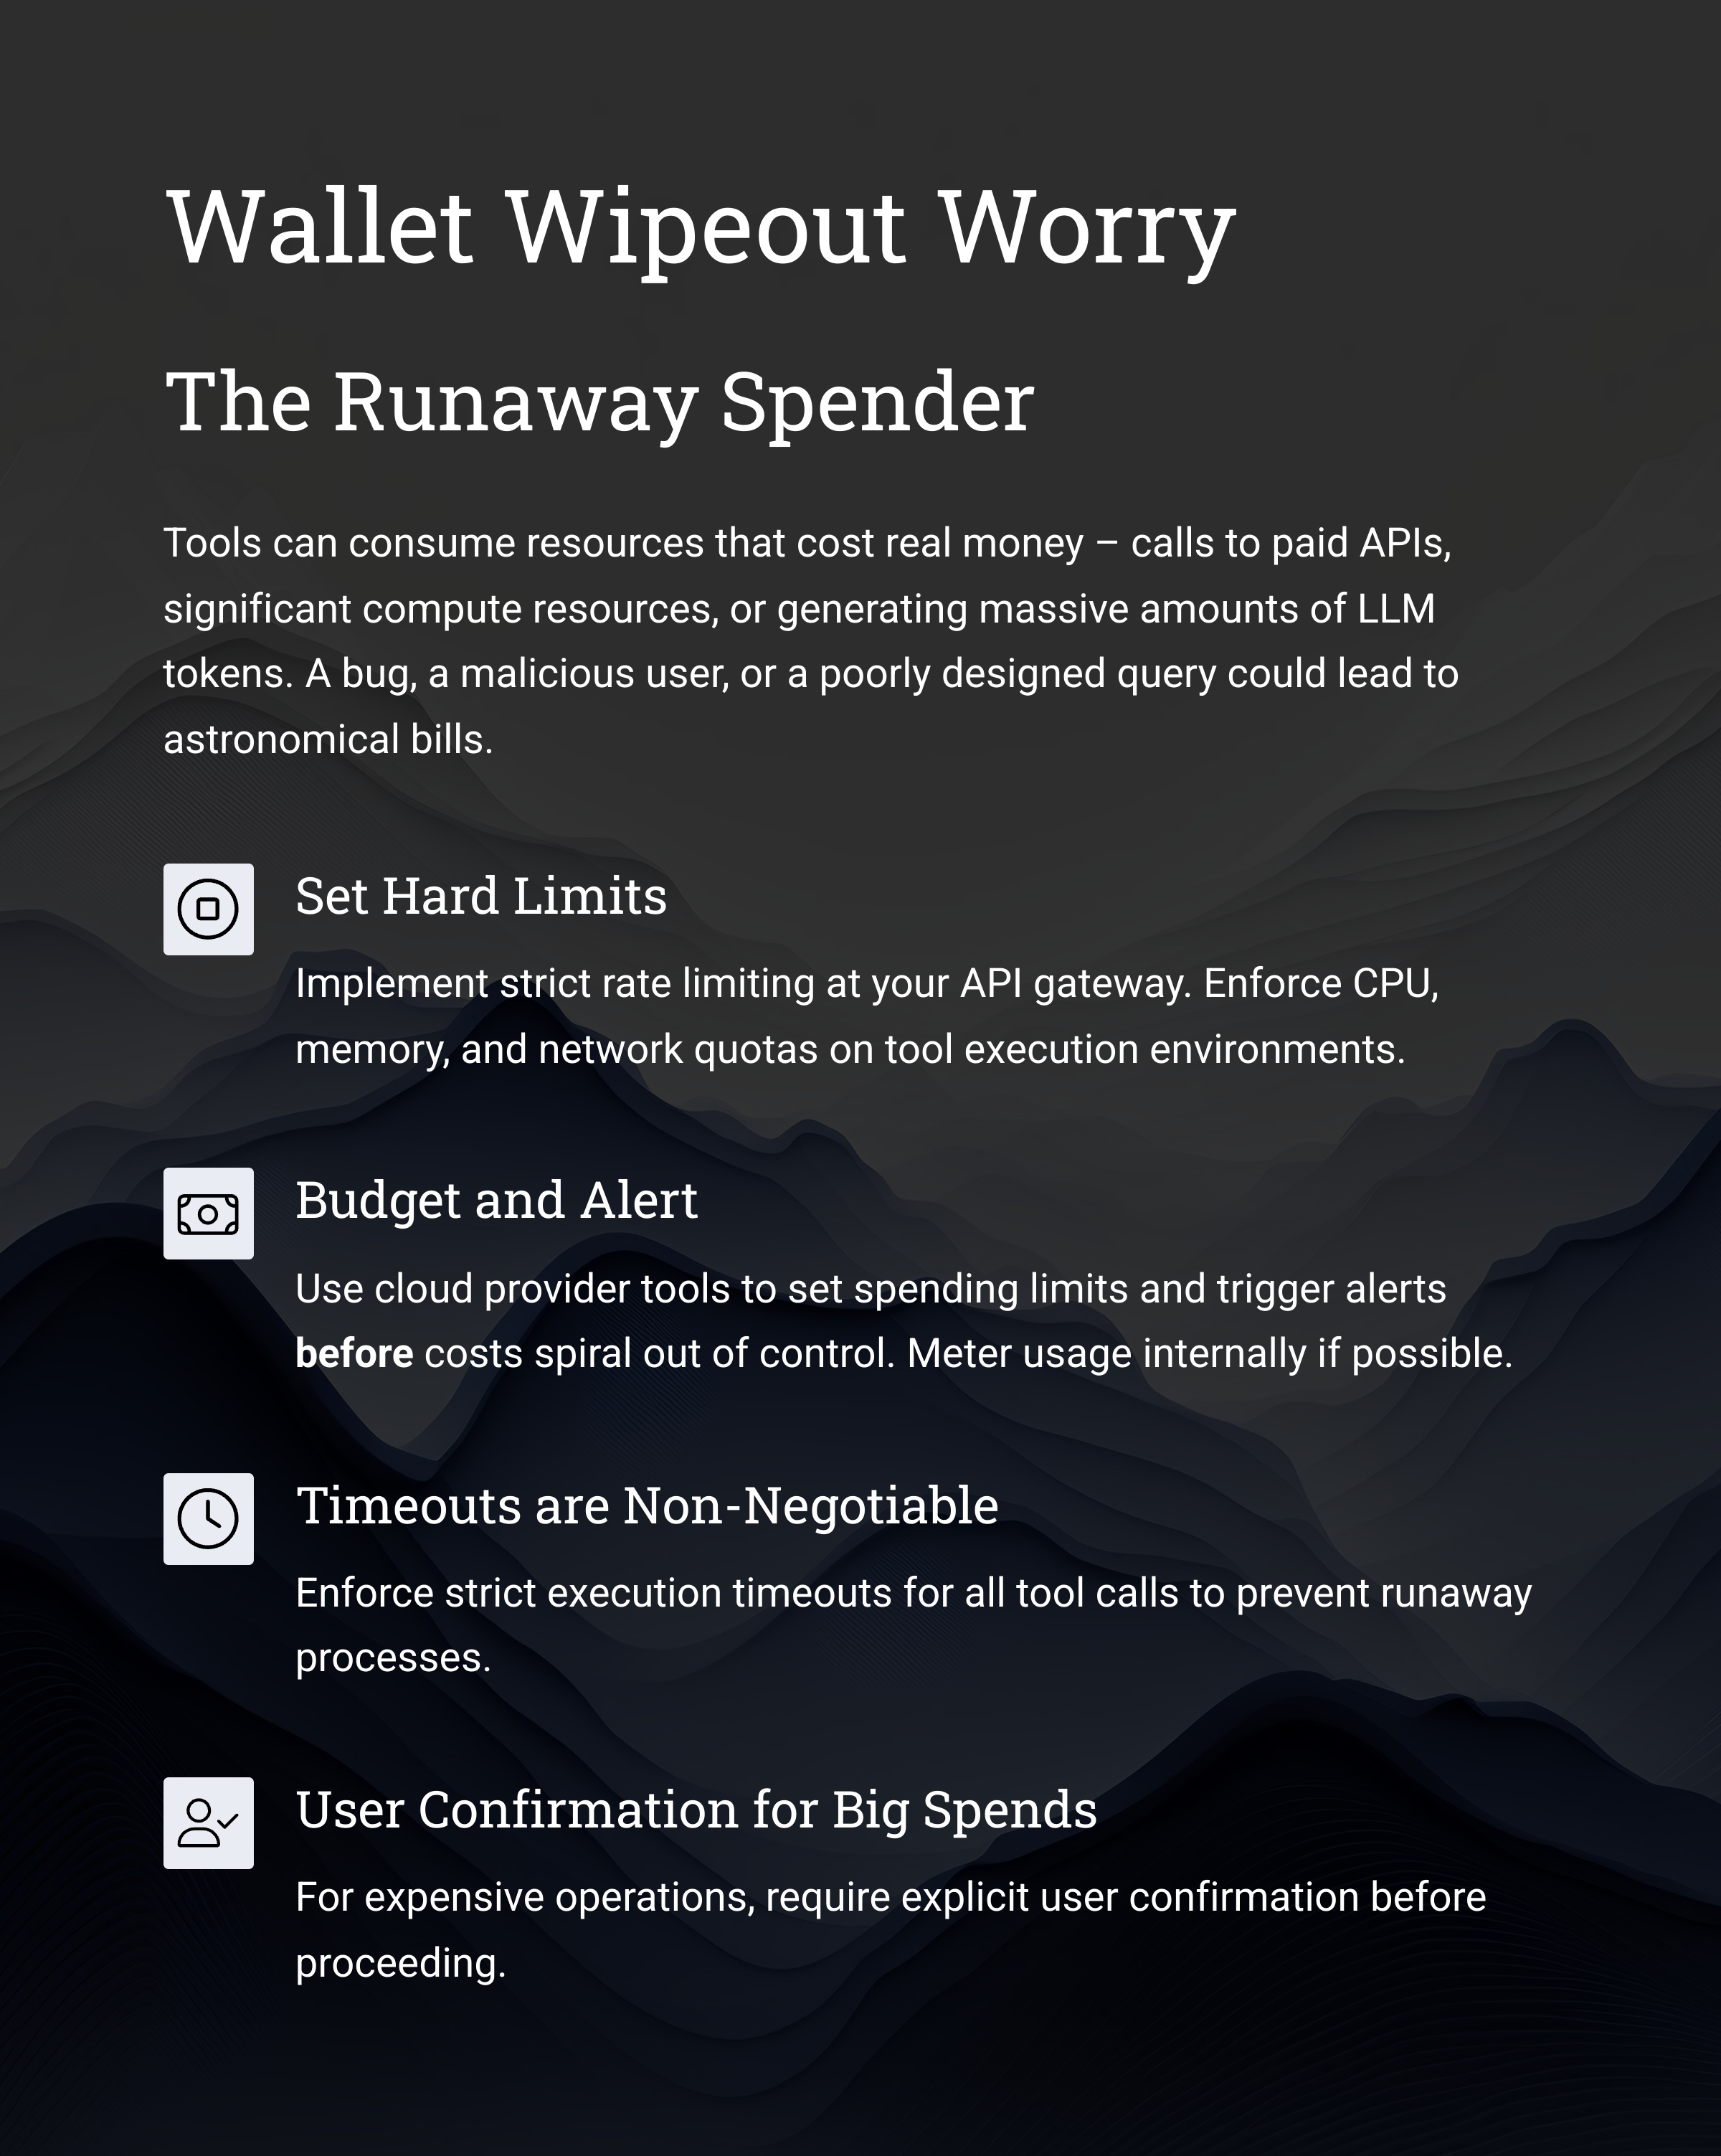 Wallet Wipeout Worry
The Runaway Spender
Tools can consume resources that cost real money – calls to paid APIs,
significant compute resources, or generating massive amounts of LLM
tokens. A bug, a malicious user, or a poorly designed query could lead to
astronomical bills.
Set Hard Limits
Implement strict rate limiting at your API gateway. Enforce CPU,
memory, and network quotas on tool execution environments.
Budget and Alert
Use cloud provider tools to set spending limits and trigger alerts
before costs spiral out of control. Meter usage internally if possible.
Timeouts are Non-Negotiable
Enforce strict execution timeouts for all tool calls to prevent runaway
processes.
User Confirmation for Big Spends
For expensive operations, require explicit user confirmation before
proceeding.